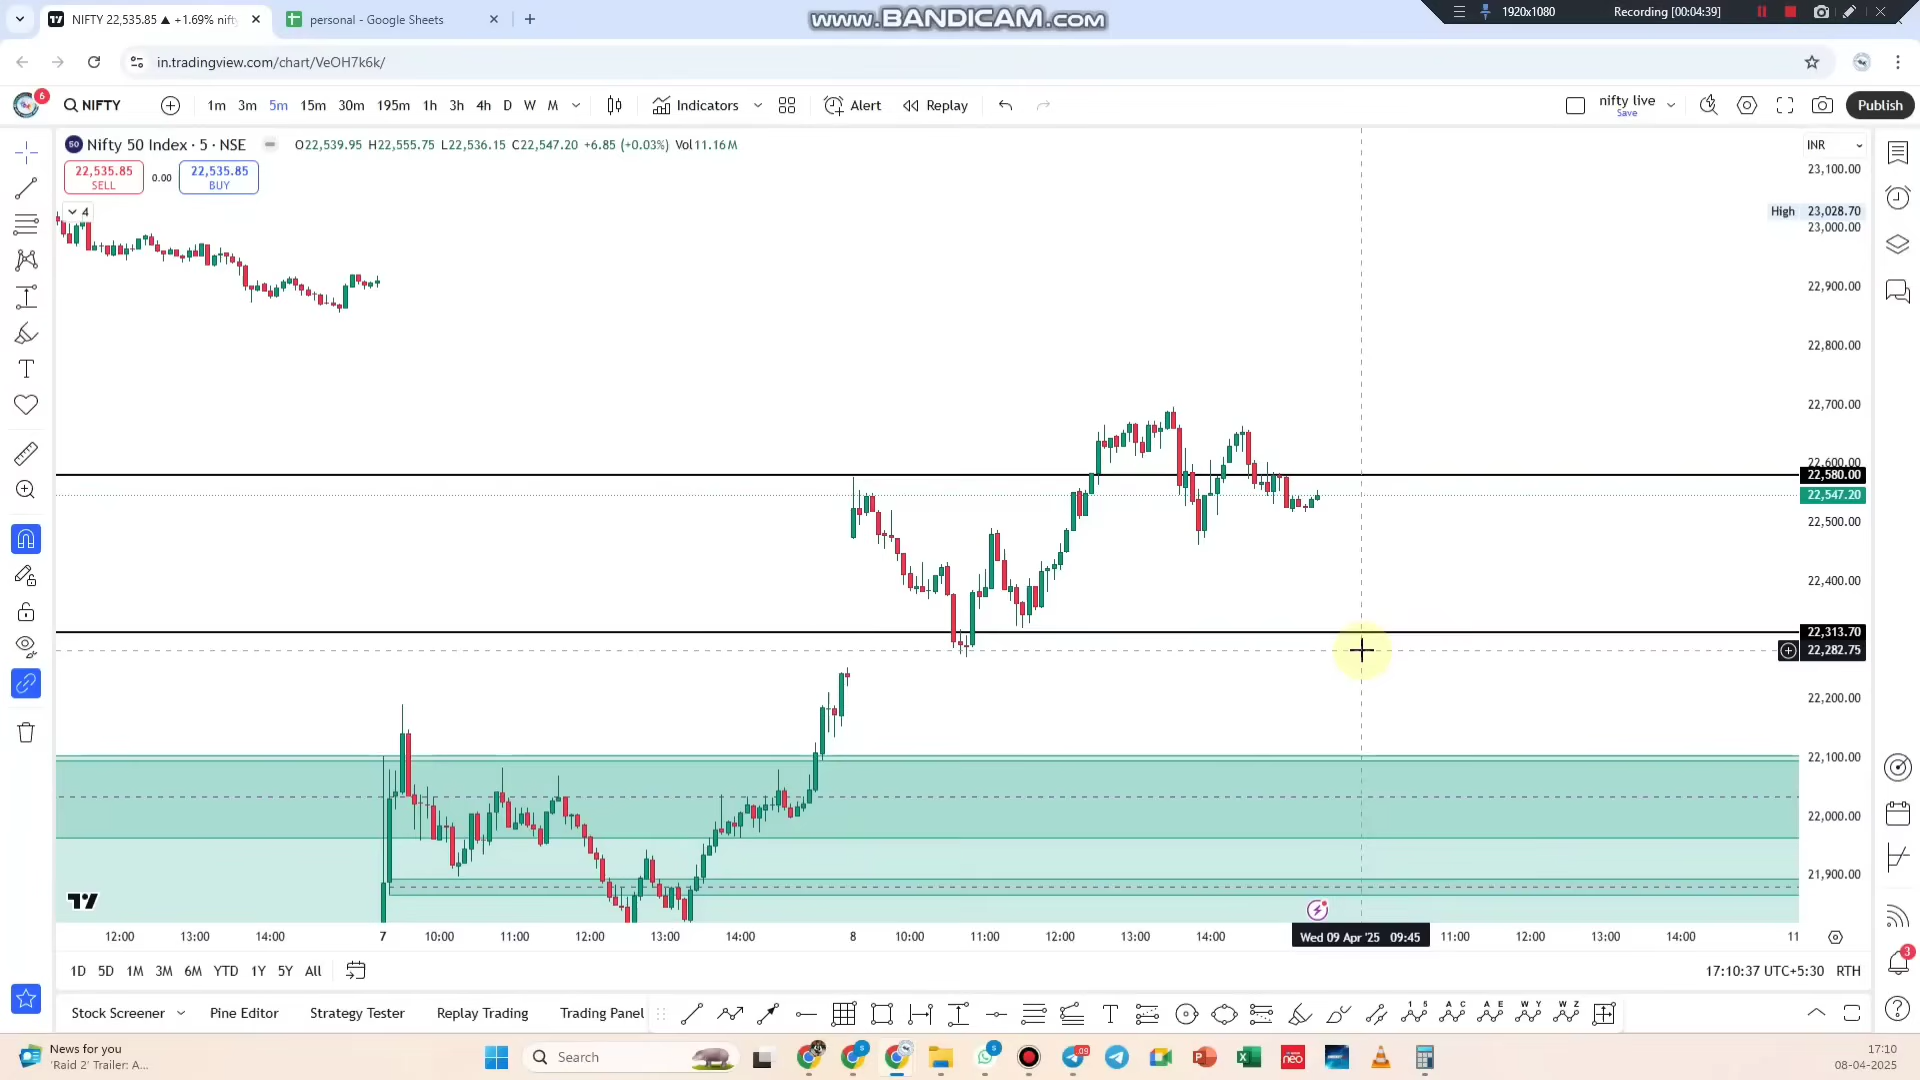 NIFTY 22,535.85 ▲ +1.69% nifty
personal - Google Sheets
www.BANDICAM.com
1920x1080
Recording [00:04:39]
in.tradingview.com/chart/VeOH7k6k/
6
NIFTY
1m 3m 5m 15m 30m 195m 1h 3h 4h D W M
Indicators
Alert
Replay
nifty live
Save
Publish
50 Nifty 50 Index · 5 · NSE
O22,539.95 H22,555.75 L22,536.15 C22,547.20 +6.85 (+0.03%) Vol11.16M
INR
22,535.85
SELL
0.00
22,535.85
BUY
4
23,100.00
High 23,028.70
23,000.00
22,900.00
22,800.00
22,700.00
22,600.00
22,580.00
22,547.20
22,500.00
22,400.00
22,313.70
22,282.75
22,200.00
22,100.00
22,000.00
21,900.00
12:00 13:00 14:00 7 10:00 11:00 12:00 13:00 14:00 8 10:00 11:00 12:00 13:00 14:00 Wed 09 Apr '25 09:45 11:00 12:00 13:00 14:00 11
1D 5D 1M 3M 6M YTD 1Y 5Y All
17:10:37 UTC+5:30 RTH
3
Stock Screener
Pine Editor
Strategy Tester
Replay Trading
Trading Panel
News for you
'Raid 2' Trailer: A...
Search
17:10
08-04-2025